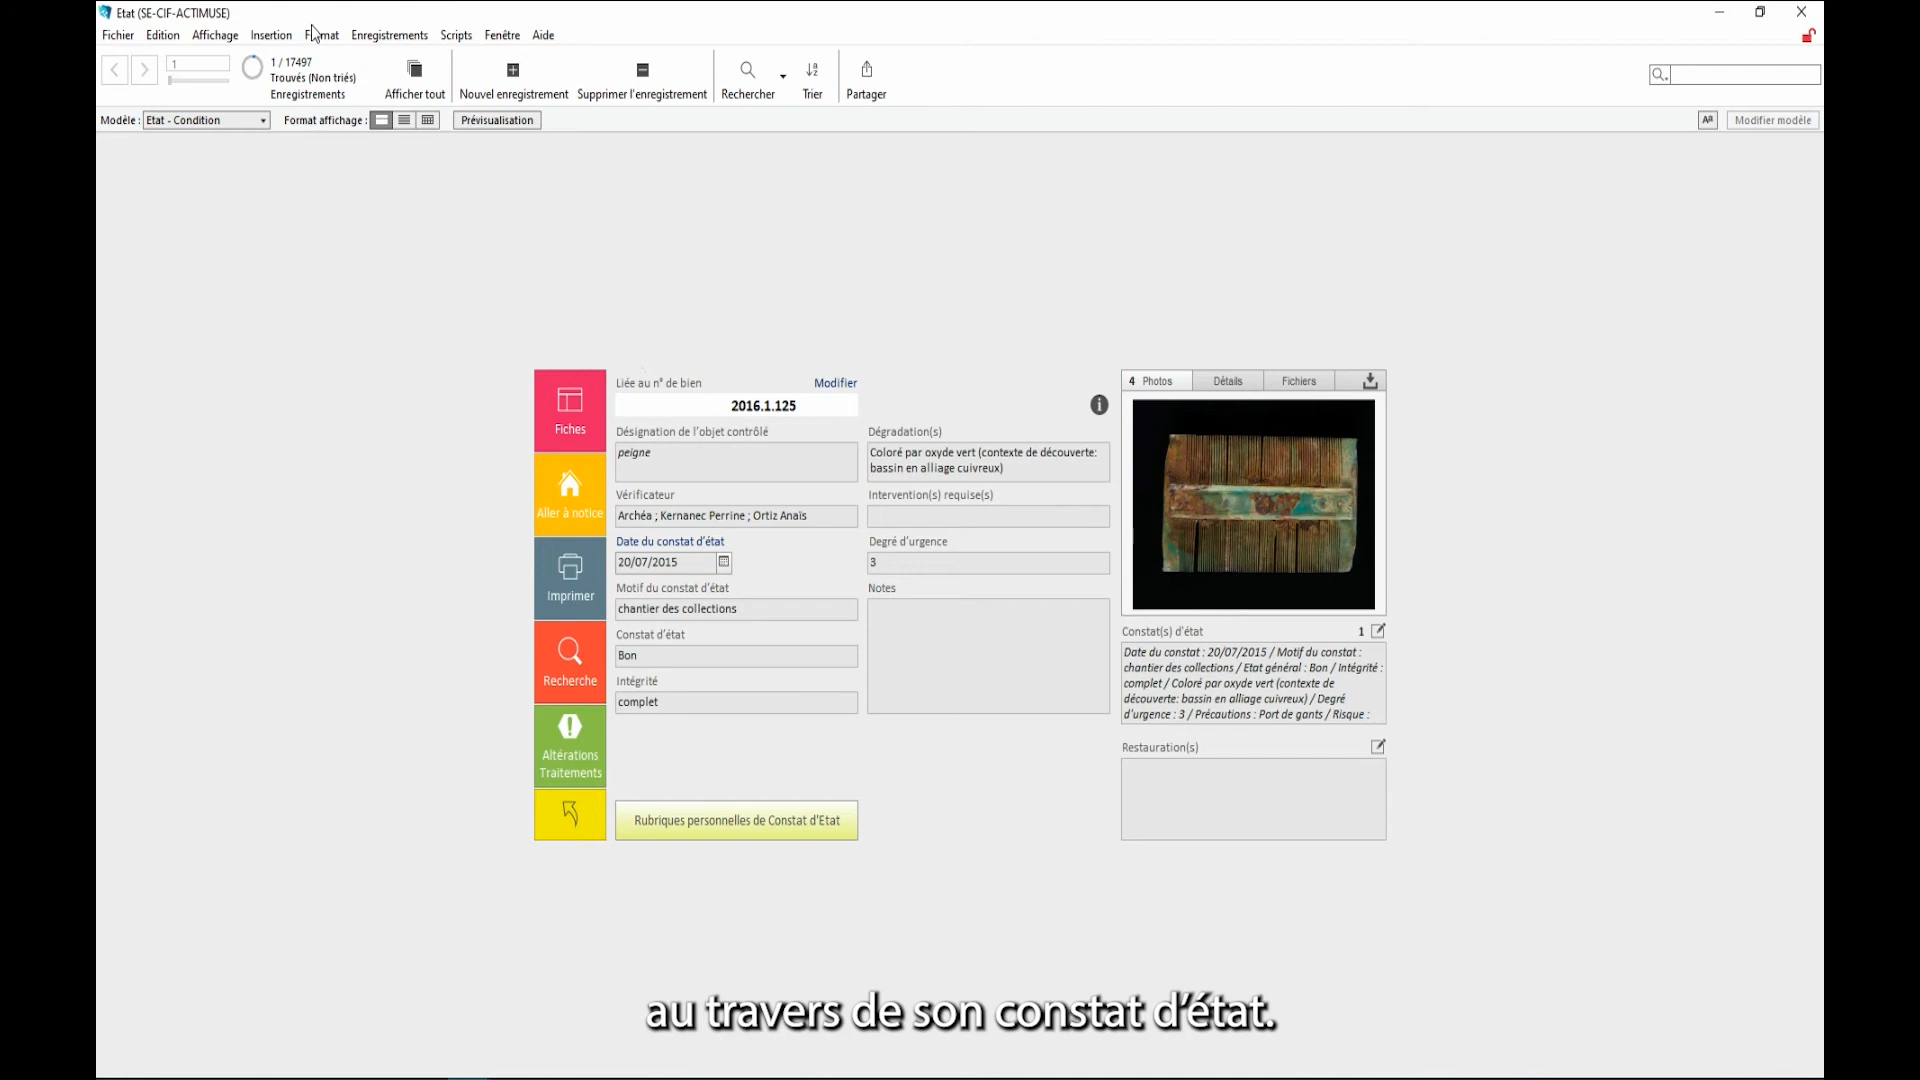 Etat (SE-CIF-ACTIMUSE)
Fichier Edition Affichage Insertion Format Enregistrements Scripts Fenêtre Aide
1
1 / 17497
Trouvés (Non triés)
Enregistrements
Afficher tout
Nouvel enregistrement
Supprimer l'enregistrement
Rechercher
Trier
Partager
Modèle : Etat - Condition
Format affichage :
Prévisualisation
Modifier modèle
Fiches
Aller à notice
Imprimer
Recherche
Altérations
Traitements
Liée au n° de bien
Modifier
2016.1.125
Désignation de l'objet contrôlé
peigne
Vérificateur
Archéa ; Kernanec Perrine ; Ortiz Anaïs
Date du constat d'état
20/07/2015
Motif du constat d'état
chantier des collections
Constat d'état
Bon
Intégrité
complet
Rubriques personnelles de Constat d'Etat
Dégradation(s)
Coloré par oxyde vert (contexte de découverte:
bassin en alliage cuivreux)
Intervention(s) requise(s)
Degré d'urgence
3
Notes
4 Photos
Détails
Fichiers
Constat(s) d'état
1
Date du constat : 20/07/2015 / Motif du constat :
chantier des collections / Etat général : Bon / Intégrité :
complet / Coloré par oxyde vert (contexte de
découverte: bassin en alliage cuivreux) / Degré
d'urgence : 3 / Précautions : Port de gants / Risque :
Restauration(s)
au travers de son constat d'état.